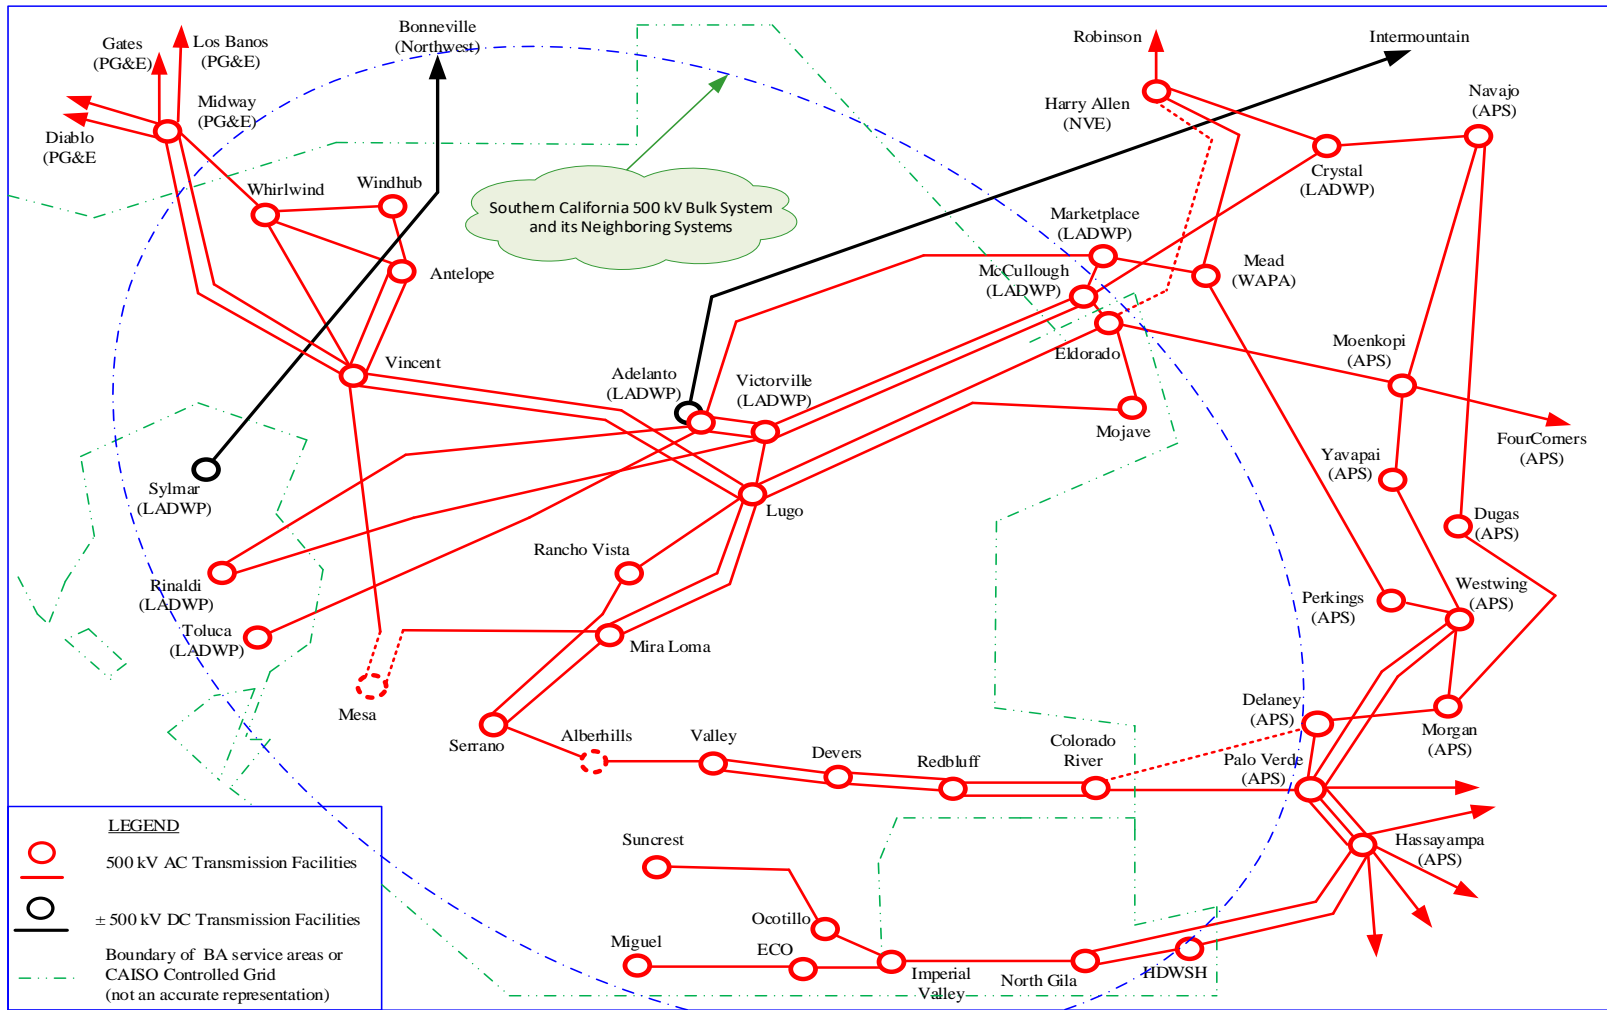 Gates
(PG&E)
Los Banos
(PG&E)
Bonneville
(Northwest)
Robinson
Intermountain
Midway
(PG&E)
Diablo
(PG&E
Harry Allen
(NVE)
Navajo
(APS)
Whirlwind
Windhub
Southern California 500 kV Bulk System
and its Neighboring Systems
Crystal
(LADWP)
Marketplace
(LADWP)
Antelope
McCullough
(LADWP)
Mead
(WAPA)
Vincent
Eldorado
Moenkopi
(APS)
Adelanto
(LADWP)
Victorville
(LADWP)
Mojave
FourCorners
(APS)
Yavapai
(APS)
Sylmar
(LADWP)
Lugo
Dugas
(APS)
Rancho Vista
Rinaldi
(LADWP)
Perkings
(APS)
Westwing
(APS)
Toluca
(LADWP)
Mira Loma
Mesa
Serrano
Alberhills
Valley
Devers
Redbluff
Colorado
River
Delaney
(APS)
Morgan
(APS)
Palo Verde
(APS)
LEGEND
500 kV AC Transmission Facilities
± 500 kV DC Transmission Facilities
Boundary of BA service areas or
CAISO Controlled Grid
(not an accurate representation)
Suncrest
Hassayampa
(APS)
Ocotillo
Miguel
ECO
Imperial
Valley
North Gila
HDWSH